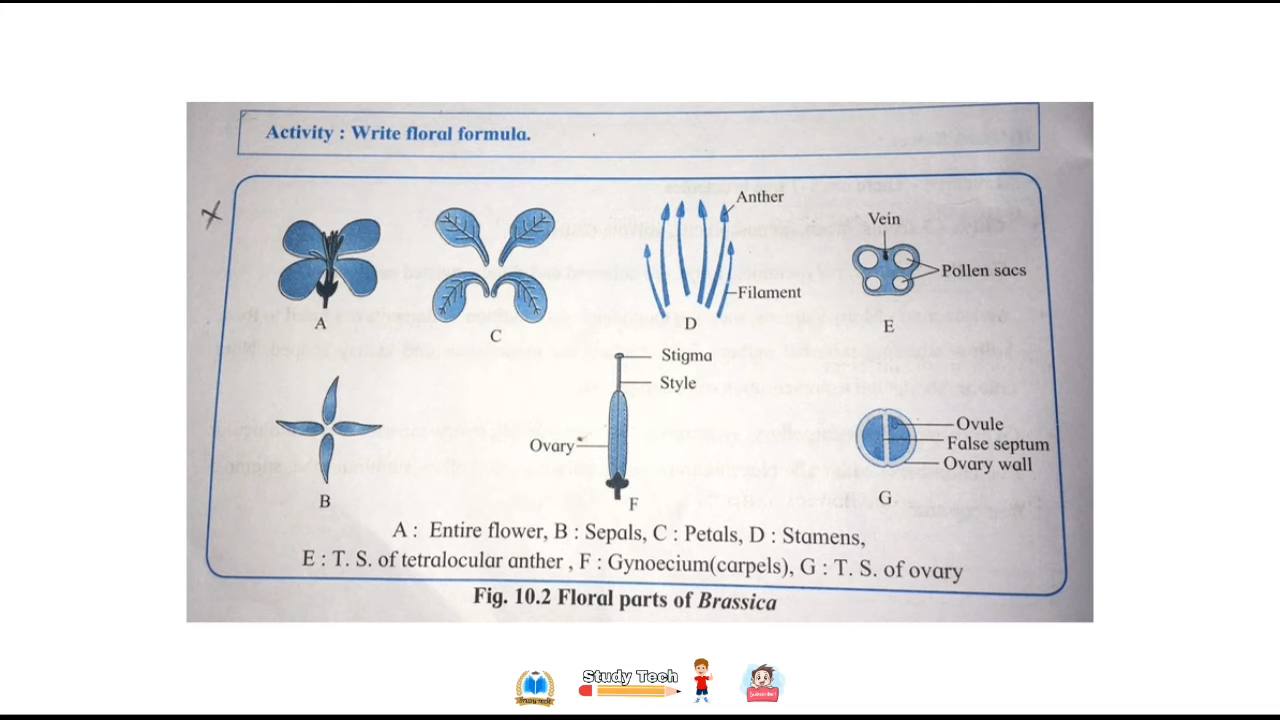 Activity : Write floral formula.
Anther
Vein
Pollen sacs
Filament
A
C
D
E
Stigma
Style
Ovary
Ovule
False septum
Ovary wall
B
F
G
A : Entire flower, B : Sepals, C : Petals, D : Stamens,
E : T. S. of tetralocular anther , F : Gynoecium(carpels), G : T. S. of ovary
Fig. 10.2 Floral parts of Brassica
Study Tech
Subscribe